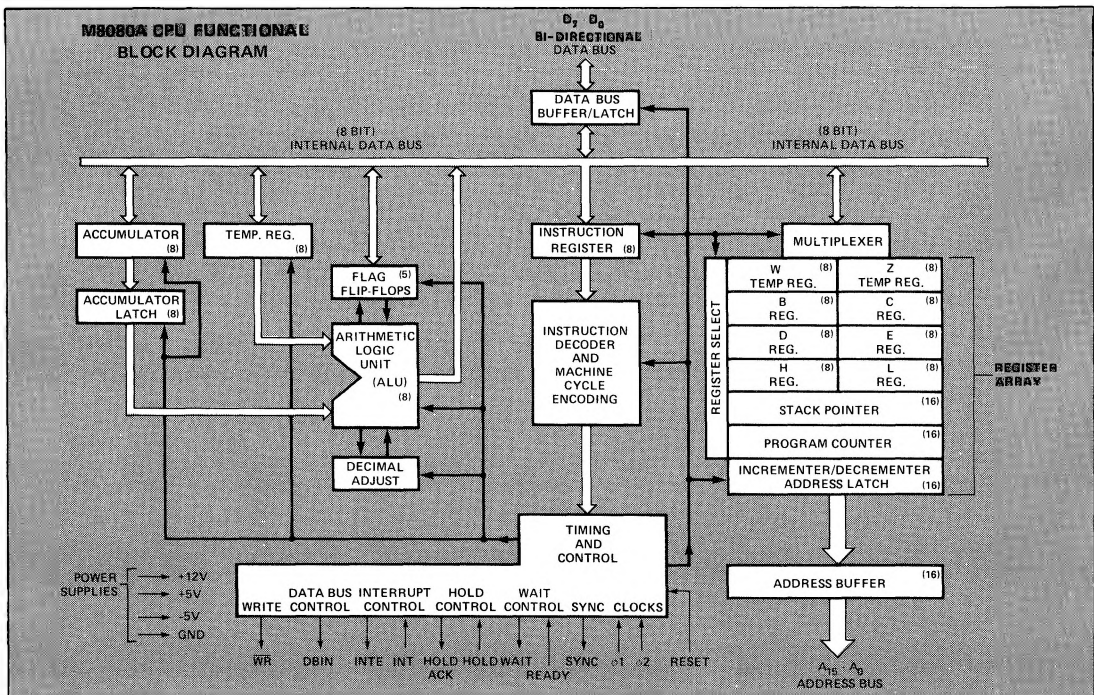 M8080A CPU FUNCTIONAL
BLOCK DIAGRAM
D7 D0
BI-DIRECTIONAL
DATA BUS
DATA BUS
BUFFER/LATCH
(8 BIT)
INTERNAL DATA BUS
(8 BIT)
INTERNAL DATA BUS
ACCUMULATOR
(8)
TEMP. REG.
(8)
INSTRUCTION
REGISTER (8)
MULTIPLEXER
ACCUMULATOR
LATCH (8)
FLAG (5)
FLIP-FLOPS
ARITHMETIC
LOGIC
UNIT
(ALU)
(8)
DECIMAL
ADJUST
INSTRUCTION
DECODER
AND
MACHINE
CYCLE
ENCODING
REGISTER SELECT
W (8)
TEMP REG.
Z (8)
TEMP REG.
B (8)
REG.
C (8)
REG.
D (8)
REG.
E (8)
REG.
H (8)
REG.
L (8)
REG.
STACK POINTER (16)
PROGRAM COUNTER (16)
INCREMENTER/DECREMENTER
ADDRESS LATCH (16)
REGISTER
ARRAY
TIMING
AND
CONTROL
WRITE
DATA BUS
CONTROL
INTERRUPT
CONTROL
HOLD
CONTROL
WAIT
CONTROL
SYNC
CLOCKS
ADDRESS BUFFER (16)
POWER
SUPPLIES
+12V
+5V
-5V
GND
WR
DBIN
INTE
INT
HOLD
ACK
HOLD
WAIT
READY
SYNC
ø1
ø2
RESET
A15 - A0
ADDRESS BUS